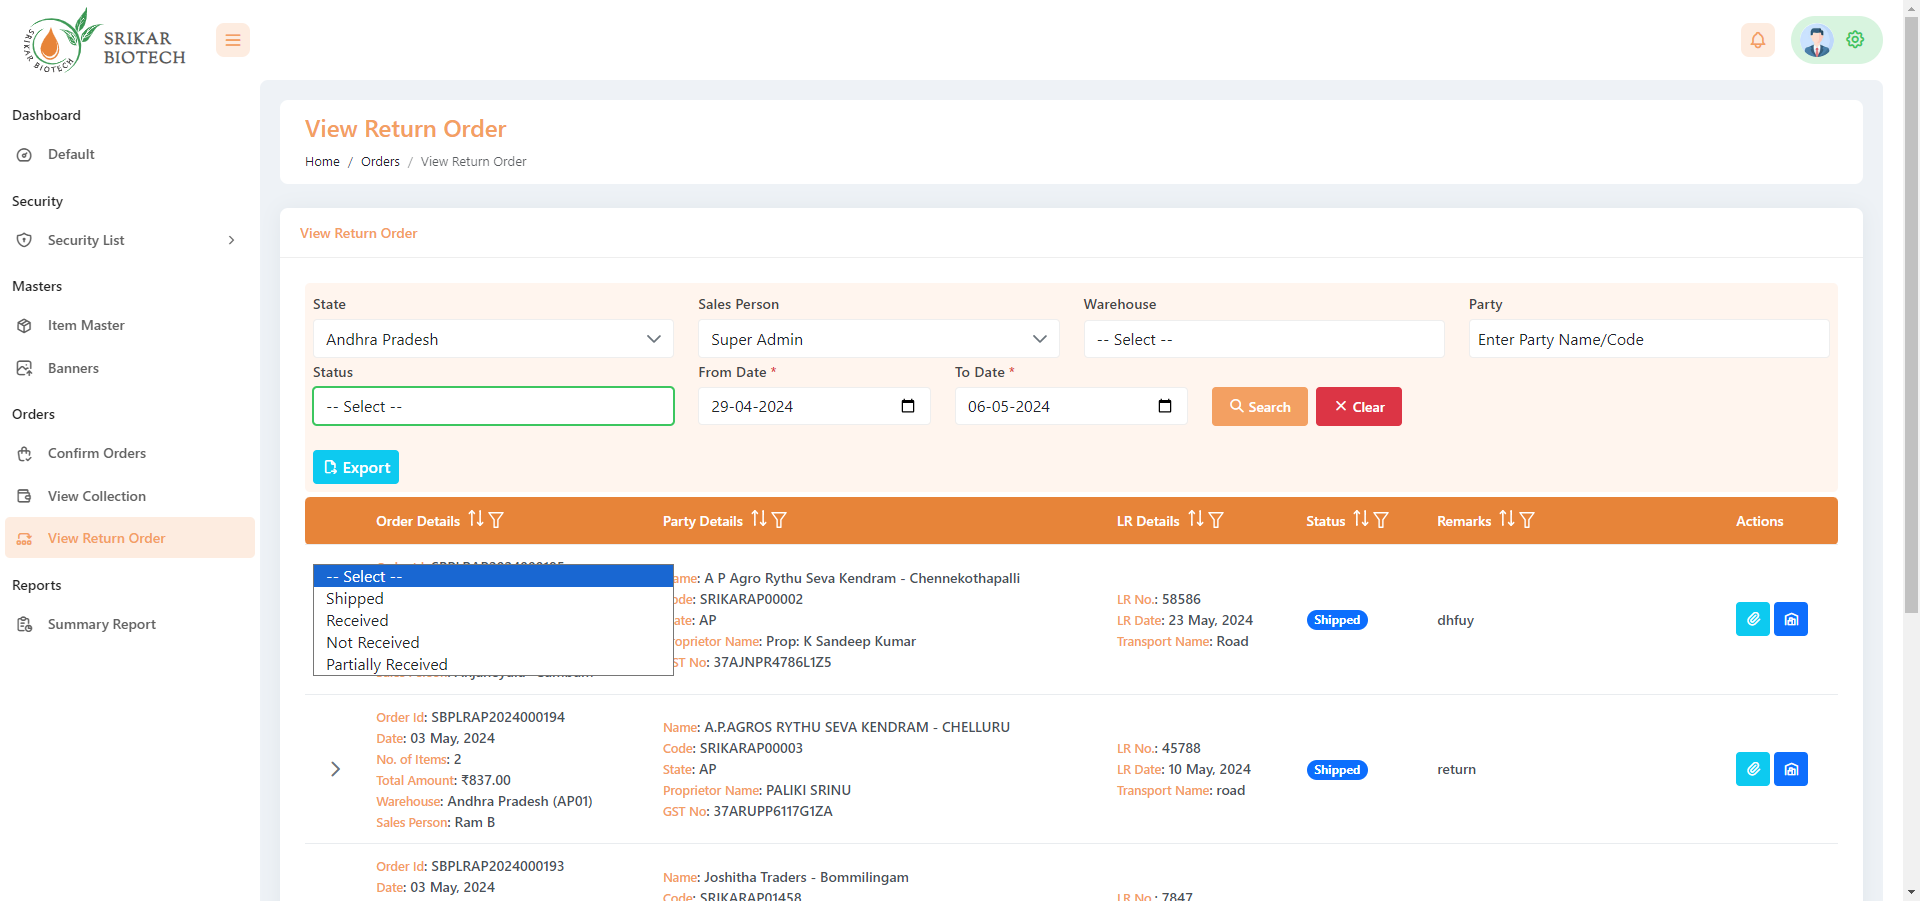 SRIKAR BIOTECH
SRIKAR
BIOTECH
Dashboard
Default
Security
Security List
Masters
Item Master
Banners
Orders
Confirm Orders
View Collection
View Return Order
Reports
Summary Report
View Return Order
Home / Orders / View Return Order
View Return Order
State
Sales Person
Warehouse
Party
Andhra Pradesh
Super Admin
-- Select --
Enter Party Name/Code
Status
From Date *
To Date *
-- Select --
29-04-2024
06-05-2024
Search
Clear
Export
Order Details
Party Details
LR Details
Status
Remarks
Actions
-- Select --
Shipped
Received
Not Received
Partially Received
ame: A P Agro Rythu Seva Kendram - Chennekothapalli
ode: SRIKARAP00002
ate: AP
oprietor Name: Prop: K Sandeep Kumar
ST No: 37AJNPR4786L1Z5
LR No.: 58586
LR Date: 23 May, 2024
Transport Name: Road
Shipped
dhfuy
Order Id: SBPLRAP2024000194
Date: 03 May, 2024
No. of Items: 2
Total Amount: ₹837.00
Warehouse: Andhra Pradesh (AP01)
Sales Person: Ram B
Name: A.P.AGROS RYTHU SEVA KENDRAM - CHELLURU
Code: SRIKARAP00003
State: AP
Proprietor Name: PALIKI SRINU
GST No: 37ARUPP6117G1ZA
LR No.: 45788
LR Date: 10 May, 2024
Transport Name: road
Shipped
return
Order Id: SBPLRAP2024000193
Date: 03 May, 2024
Name: Joshitha Traders - Bommilingam
Code: SRIKARAP01458
LR No.: 7847